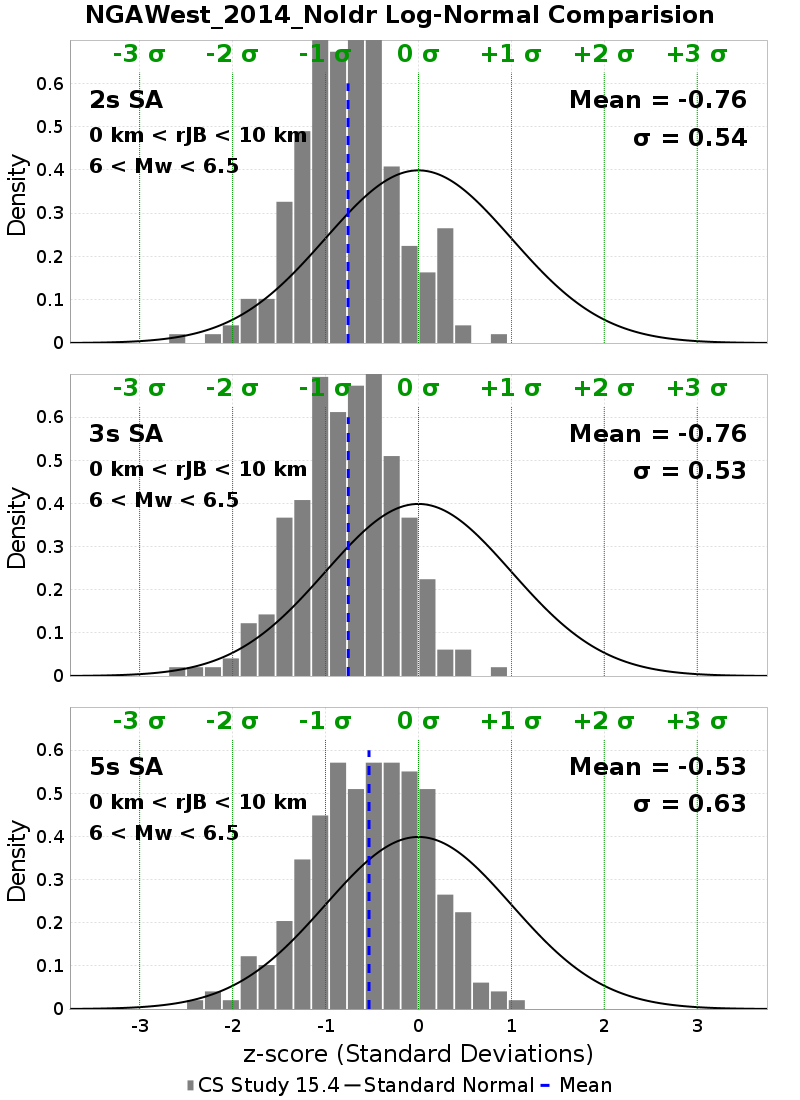 NGAWest_2014_NoIdr Log-Normal Comparision
-3 σ -2 σ -1 σ 0 σ +1 σ +2 σ +3 σ
2s SA
Mean = -0.76
0 km < rJB < 10 km
σ = 0.54
6 < Mw < 6.5
0.6
0.5
0.4
0.3
0.2
0.1
0
Density
-3 σ -2 σ -1 σ 0 σ +1 σ +2 σ +3 σ
3s SA
Mean = -0.76
0 km < rJB < 10 km
σ = 0.53
6 < Mw < 6.5
0.6
0.5
0.4
0.3
0.2
0.1
0
Density
-3 σ -2 σ -1 σ 0 σ +1 σ +2 σ +3 σ
5s SA
Mean = -0.53
0 km < rJB < 10 km
σ = 0.63
6 < Mw < 6.5
0.6
0.5
0.4
0.3
0.2
0.1
0
Density
-3 -2 -1 0 1 2 3
z-score (Standard Deviations)
CS Study 15.4 Standard Normal Mean